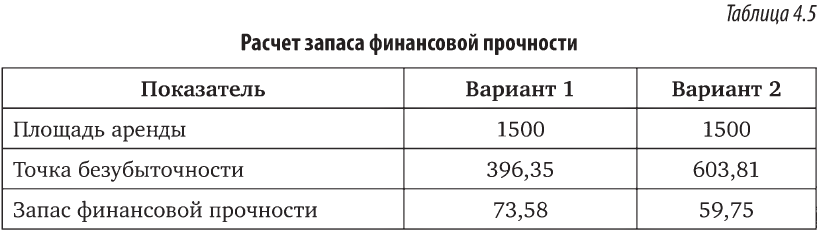 Таблица 4.5
Расчет запаса финансовой прочности
Показатель Вариант 1 Вариант 2
Площадь аренды 1500 1500
Точка безубыточности 396,35 603,81
Запас финансовой прочности 73,58 59,75